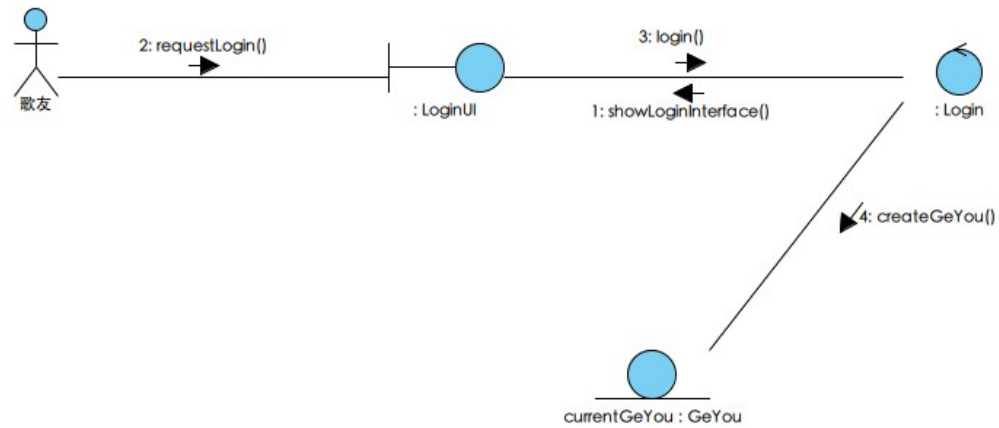 2: requestLogin()
3: login()
歌友
: LoginUI
1: showLoginInterface()
: Login
4: createGeYou()
currentGeYou : GeYou